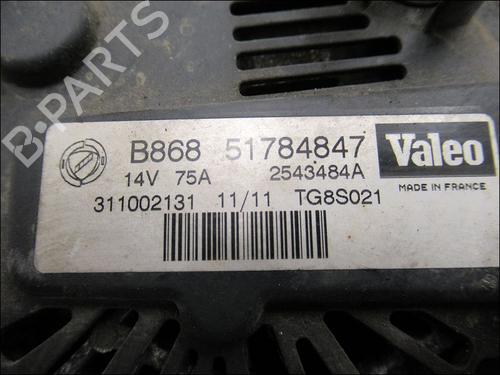 B-PARTS
B868 51784847
14V 75A 2543484A
311002131 11/11 TG8S021
Valeo
MADE IN FRANCE